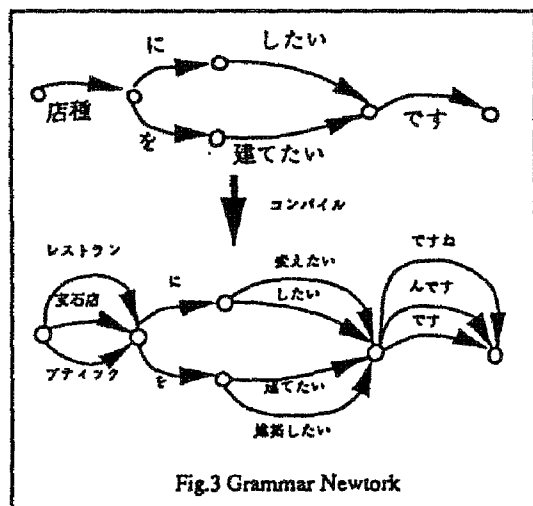 に
したい
店種
を
建てたい
です
コンパイル
レストラン
宝石店
ブティック
に
を
変えたい
したい
建てたい
ですね
んです
です
Fig.3 Grammar Newtork